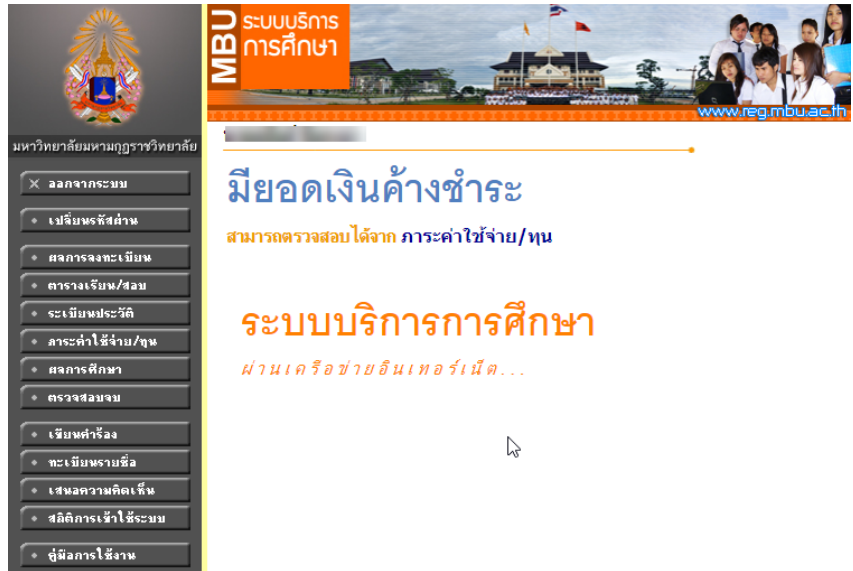 MBU ระบบบริการ
การศึกษา
www.reg.mbu.ac.th
มหาวิทยาลัยมหามกุฏราชวิทยาลัย
ออกจากระบบ
เปลี่ยนรหัสผ่าน
ผลการลงทะเบียน
ตารางเรียน/สอบ
ระเบียนประวัติ
ภาระค่าใช้จ่าย/ทุน
ผลการศึกษา
ตรวจสอบจบ
เขียนคำร้อง
ทะเบียนรายชื่อ
เสนอความคิดเห็น
สถิติการเข้าใช้ระบบ
คู่มือการใช้งาน
มียอดเงินค้างชำระ
สามารถตรวจสอบได้จาก ภาระค่าใช้จ่าย/ทุน
ระบบบริการการศึกษา
ผ่านเครือข่ายอินเทอร์เน็ต...